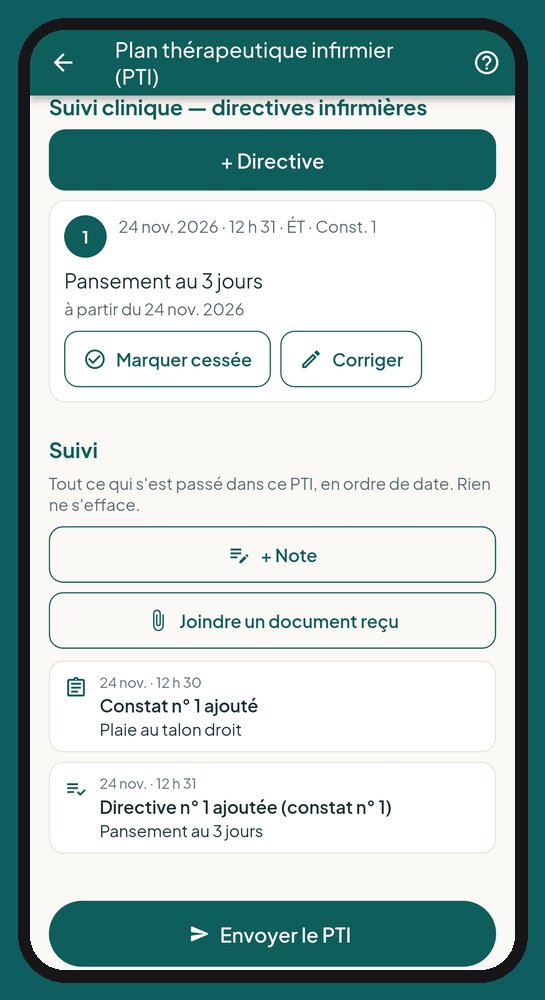 Plan thérapeutique infirmier
(PTI)
Suivi clinique — directives infirmières
+ Directive
1
24 nov. 2026 · 12 h 31 · ÉT · Const. 1
Pansement au 3 jours
à partir du 24 nov. 2026
Marquer cessée
Corriger
Suivi
Tout ce qui s'est passé dans ce PTI, en ordre de date. Rien
ne s'efface.
+ Note
Joindre un document reçu
24 nov. · 12 h 30
Constat n° 1 ajouté
Plaie au talon droit
24 nov. · 12 h 31
Directive n° 1 ajoutée (constat n° 1)
Pansement au 3 jours
Envoyer le PTI